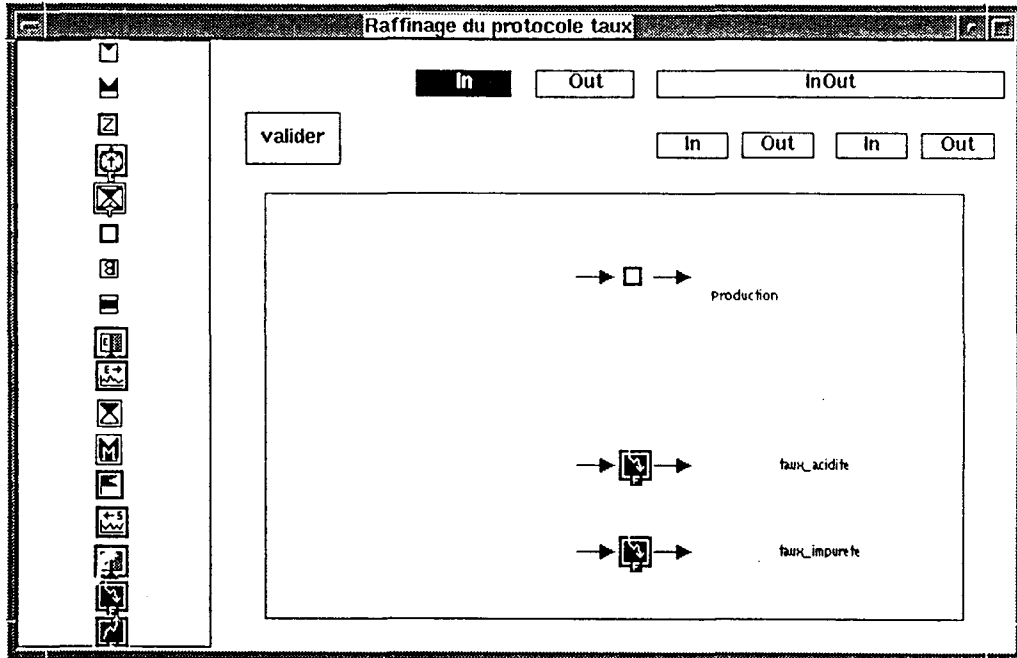 Raffinage du protocole taux
In Out InOut
valider
In Out In Out
Production
taux_acidite
taux_impurete